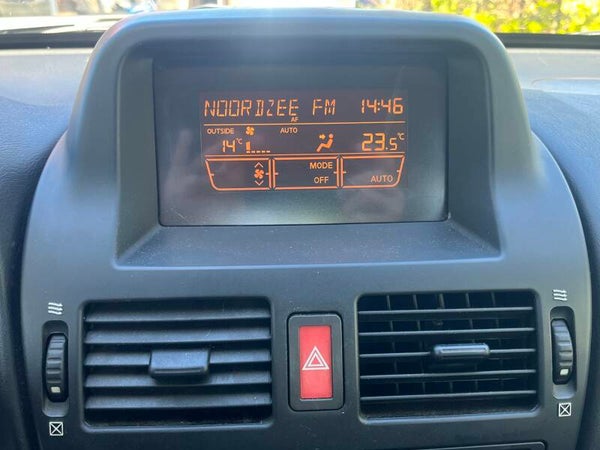 NOORDZEE FM 14:46
AF
OUTSIDE AUTO
14°C 23.5°C
MODE
OFF AUTO